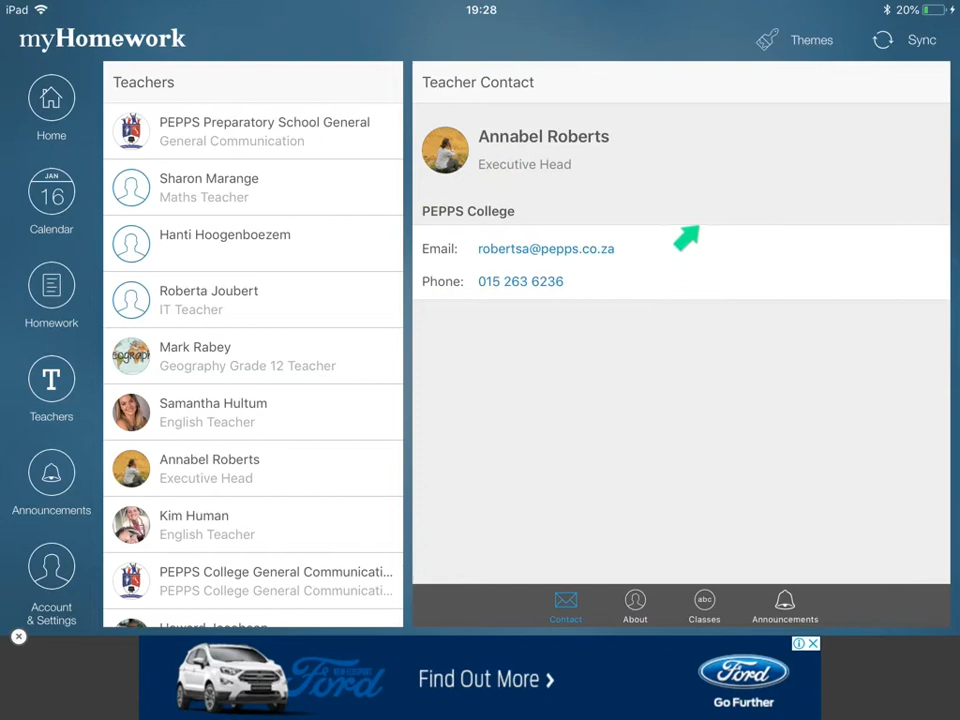 iPad 19:28 20%
myHomework Themes Sync
Home
JAN
16
Calendar
Homework
T
Teachers
Announcements
Account
& Settings
Teachers
PEPPS Preparatory School General
General Communication
Sharon Marange
Maths Teacher
Hanti Hoogenboezem
Roberta Joubert
IT Teacher
Mark Rabey
Geography Grade 12 Teacher
Samantha Hultum
English Teacher
Annabel Roberts
Executive Head
Kim Human
English Teacher
PEPPS College General Communicati...
PEPPS College General Communicati...
Teacher Contact
Annabel Roberts
Executive Head
PEPPS College
Email: robertsa@pepps.co.za
Phone: 015 263 6236
Contact
About
abc
Classes
Announcements
Ford
Find Out More ❯
Ford
Go Further